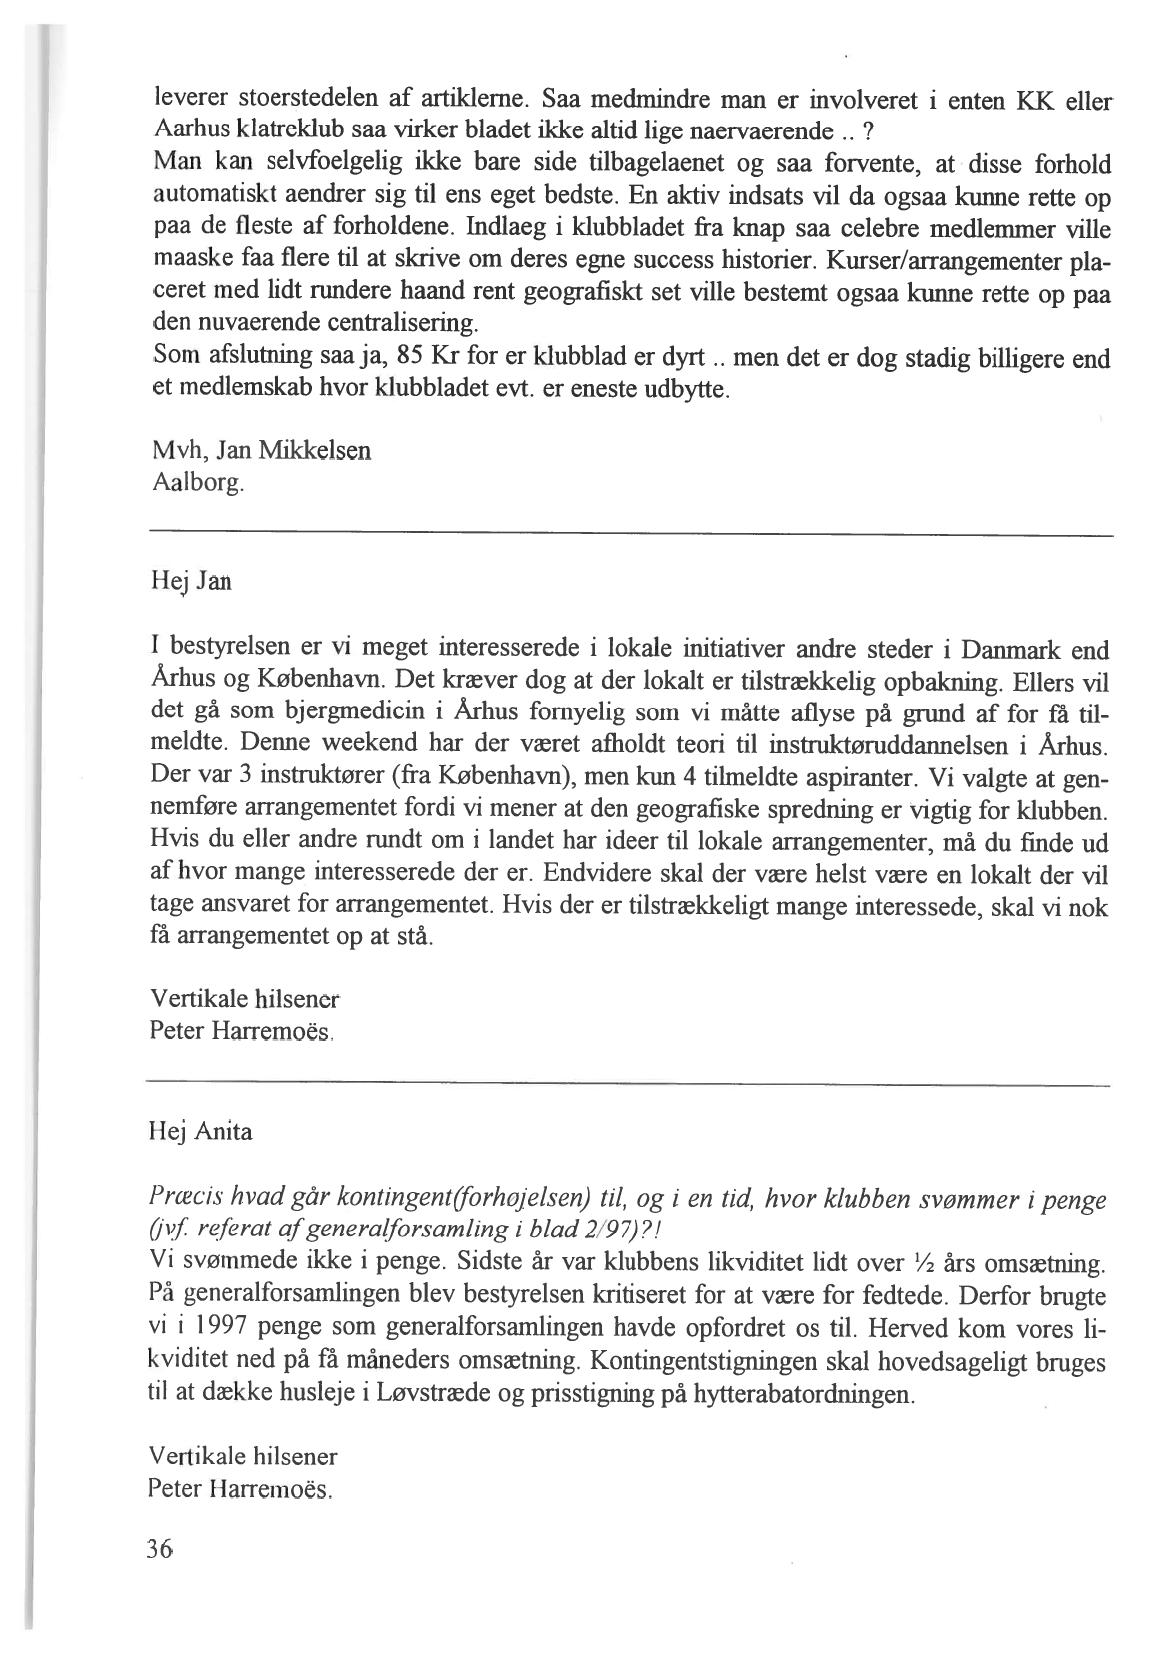 leverer stoerstedelen af artiklerne. Saa medmindre man er involveret i enten KK eller
Aarhus klatreklub saa virker bladet ikke altid lige naervaerende .. ?
Man kan selvfoelgelig ikke bare side tilbagelaenet og saa forvente, at disse forhold
automatiskt aendrer sig til ens eget bedste. En aktiv indsats vil da ogsaa kunne rette op
paa de fleste af forholdene. Indlaeg i klubbladet fra knap saa celebre medlemmer ville
maaske faa flere til at skrive om deres egne success historier. Kurser/arrangementer pla-
ceret med lidt rundere haand rent geografiskt set ville bestemt ogsaa kunne rette op paa
den nuvaerende centralisering.
Som afslutning saa ja, 85 Kr for er klubblad er dyrt .. men det er dog stadig billigere end
et medlemskab hvor klubbladet evt. er eneste udbytte.
Mvh, Jan Mikkelsen
Aalborg.
Hej Jan
I bestyrelsen er vi meget interesserede i lokale initiativer andre steder i Danmark end
Århus og København. Det kræver dog at der lokalt er tilstrækkelig opbakning. Ellers vil
det gå som bjergmedicin i Århus fornyelig som vi måtte aflyse på grund af for få til-
meldte. Denne weekend har der været afholdt teori til instruktøruddannelsen i Århus.
Der var 3 instruktører (fra København), men kun 4 tilmeldte aspiranter. Vi valgte at gen-
nemføre arrangementet fordi vi mener at den geografiske spredning er vigtig for klubben.
Hvis du eller andre rundt om i landet har ideer til lokale arrangementer, må du finde ud
af hvor mange interesserede der er. Endvidere skal der være helst være en lokalt der vil
tage ansvaret for arrangementet. Hvis der er tilstrækkeligt mange interessede, skal vi nok
få arrangementet op at stå.
Vertikale hilsener
Peter Harremoës.
Hej Anita
Præcis hvad går kontingent(forhøjelsen) til, og i en tid, hvor klubben svømmer i penge
(jvf. referat af generalforsamling i blad 2/97)?!
Vi svømmede ikke i penge. Sidste år var klubbens likviditet lidt over ½ års omsætning.
På generalforsamlingen blev bestyrelsen kritiseret for at være for fedtede. Derfor brugte
vi i 1997 penge som generalforsamlingen havde opfordret os til. Herved kom vores li-
kviditet ned på få måneders omsætning. Kontingentstigningen skal hovedsageligt bruges
til at dække husleje i Løvstræde og prisstigning på hytterabatordningen.
Vertikale hilsener
Peter Harremoës.
36